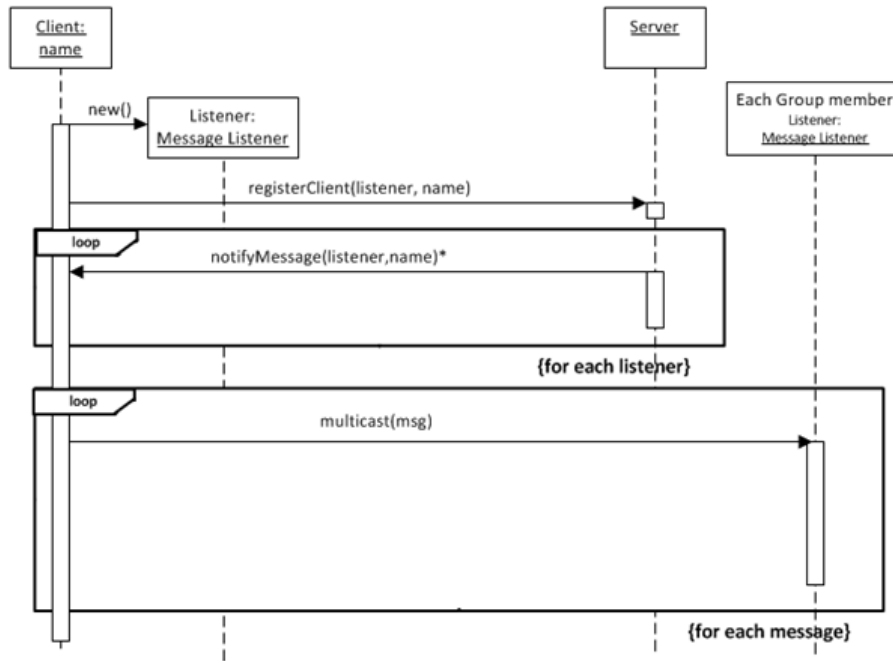 Client:
name
Server
new()
Listener:
Message Listener
Each Group member
Listener:
Message Listener
registerClient(listener, name)
loop
notifyMessage(listener,name)*
{for each listener}
loop
multicast(msg)
{for each message}